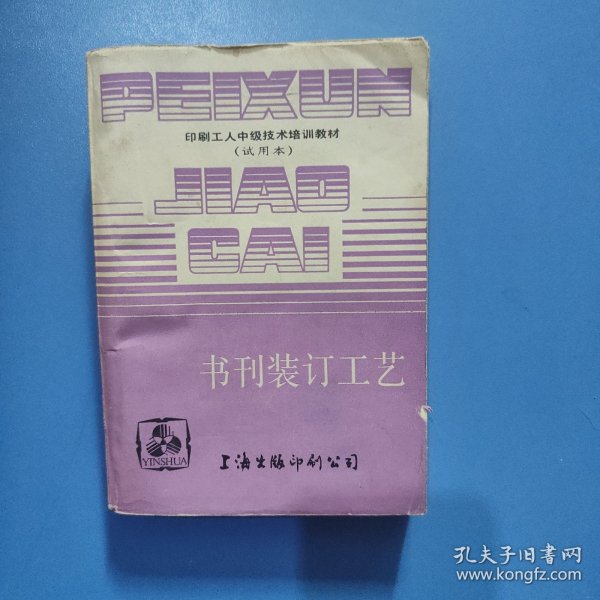 PEIXUN
印刷工人中级技术培训教材
(试用本)
JIAO
CAI
书刊装订工艺
YINSHUA
上海出版印刷公司
孔夫子旧书网
www.kongfz.com